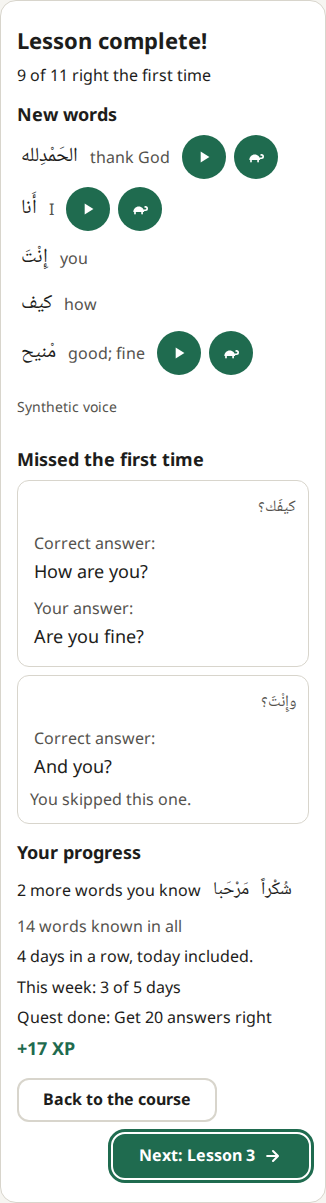 Lesson complete!
9 of 11 right the first time
New words
الحَمْدِلله thank God
أَنا I
إِنْتَ you
كيف how
مْنيح good; fine
Synthetic voice
Missed the first time
كيفَك؟
Correct answer:
How are you?
Your answer:
Are you fine?
وإِنْتَ؟
Correct answer:
And you?
You skipped this one.
Your progress
2 more words you know مَرْحَبا شُكْراً
14 words known in all
4 days in a row, today included.
This week: 3 of 5 days
Quest done: Get 20 answers right
+17 XP
Back to the course
Next: Lesson 3 →